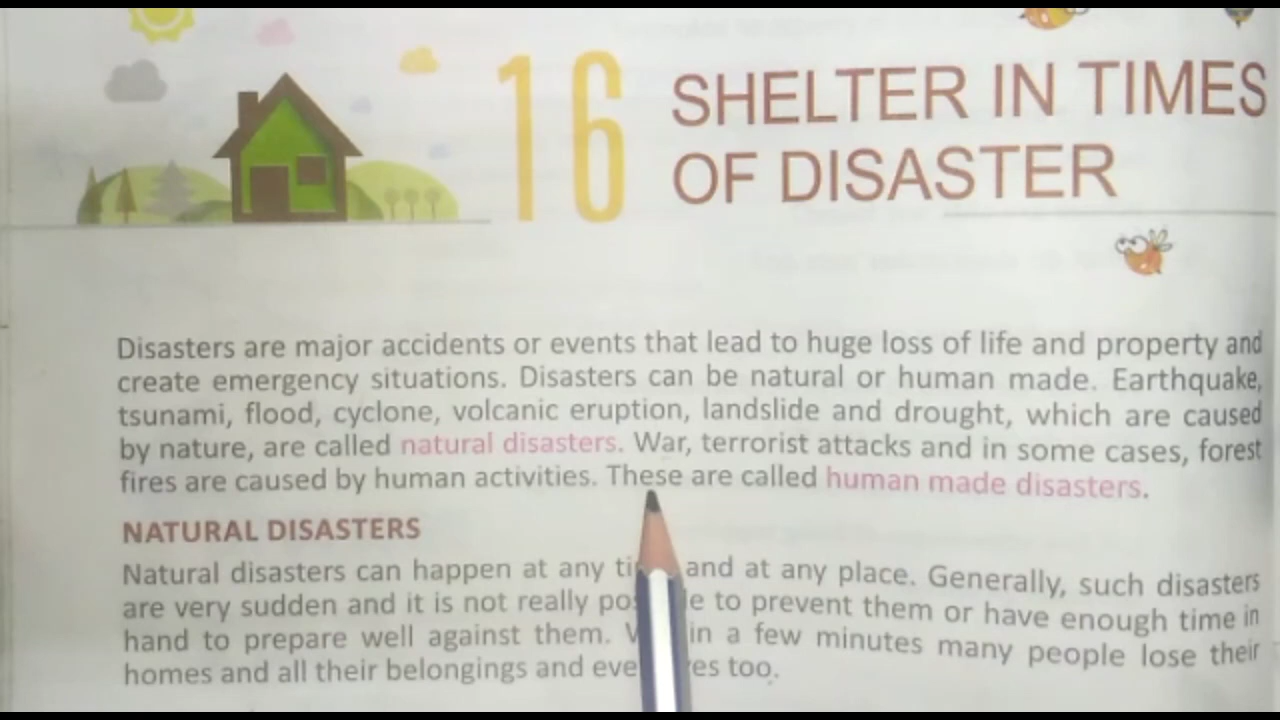 16 SHELTER IN TIMES
OF DISASTER
Disasters are major accidents or events that lead to huge loss of life and property and
create emergency situations. Disasters can be natural or human made. Earthquake,
tsunami, flood, cyclone, volcanic eruption, landslide and drought, which are caused
by nature, are called natural disasters. War, terrorist attacks and in some cases, forest
fires are caused by human activities. These are called human made disasters.
NATURAL DISASTERS
Natural disasters can happen at any and at any place. Generally, such disasters
are very sudden and it is not really to prevent them or have enough time in
hand to prepare well against them. in a few minutes many people lose their
homes and all their belongings and too.